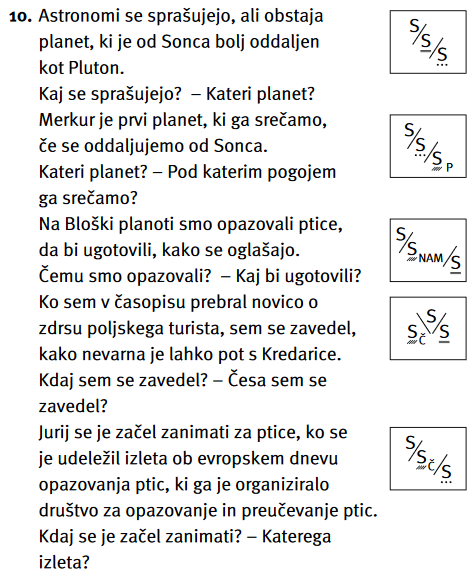 10. Astronomi se sprašujejo, ali obstaja
planet, ki je od Sonca bolj oddaljen
kot Pluton.
Kaj se sprašujejo? – Kateri planet?
S/S/S
Merkur je prvi planet, ki ga srečamo,
če se oddaljujemo od Sonca.
Kateri planet? – Pod katerim pogojem
ga srečamo?
S/S/S P
Na Bloški planoti smo opazovali ptice,
da bi ugotovili, kako se oglašajo.
Čemu smo opazovali? – Kaj bi ugotovili?
S/S NAM/S
Ko sem v časopisu prebral novico o
zdrsu poljskega turista, sem se zavedel,
kako nevarna je lahko pot s Kredarice.
Kdaj sem se zavedel? – Česa sem se
zavedel?
S Č\S/S
Jurij se je začel zanimati za ptice, ko se
je udeležil izleta ob evropskem dnevu
opazovanja ptic, ki ga je organiziralo
društvo za opazovanje in preučevanje ptic.
Kdaj se je začel zanimati? – Katerega
izleta?
S/S Č/S